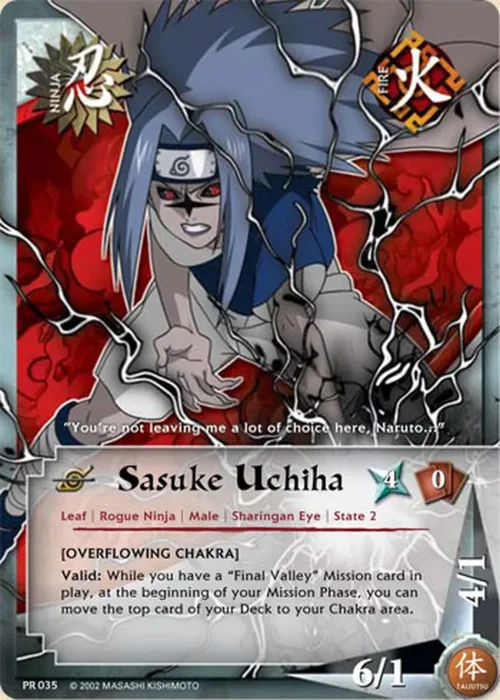 NINJA
忍
FIRE
火
"You're not leaving me a lot of choice here, Naruto..."
Sasuke Uchiha
4
0
Leaf | Rogue Ninja | Male | Sharingan Eye | State 2
[OVERFLOWING CHAKRA]
Valid: While you have a "Final Valley" Mission card in
play, at the beginning of your Mission Phase, you can
move the top card of your Deck to your Chakra area.
4/1
6/1
体
TAIJUTSU
PR 035 © 2002 MASASHI KISHIMOTO